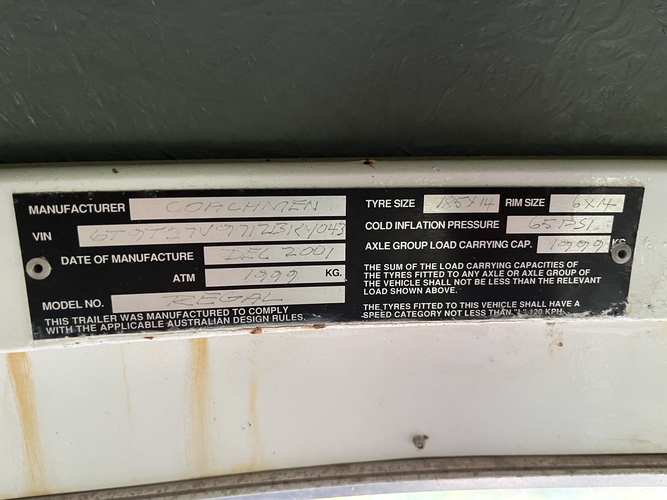 MANUFACTURER COACHMEN
VIN
DATE OF MANUFACTURE DEC 2001
ATM 1999 KG.
MODEL NO. REGAL
THIS TRAILER WAS MANUFACTURED TO COMPLY
WITH THE APPLICABLE AUSTRALIAN DESIGN RULES.
TYRE SIZE 185X14 RIM SIZE 6X14
COLD INFLATION PRESSURE 65PSI
AXLE GROUP LOAD CARRYING CAP. 1999 KG
THE SUM OF THE LOAD CARRYING CAPACITIES OF
THE TYRES FITTED TO ANY AXLE OR AXLE GROUP OF
THE VEHICLE SHALL NOT BE LESS THAN THE RELEVANT
LOAD SHOWN ABOVE.
THE TYRES FITTED TO THIS VEHICLE SHALL HAVE A
SPEED CATEGORY NOT LESS THAN "L" 120 KPH